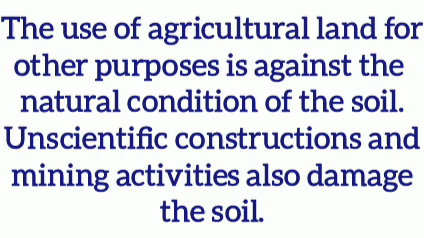 The use of agricultural land for
other purposes is against the
natural condition of the soil.
Unscientific constructions and
mining activities also damage
the soil.